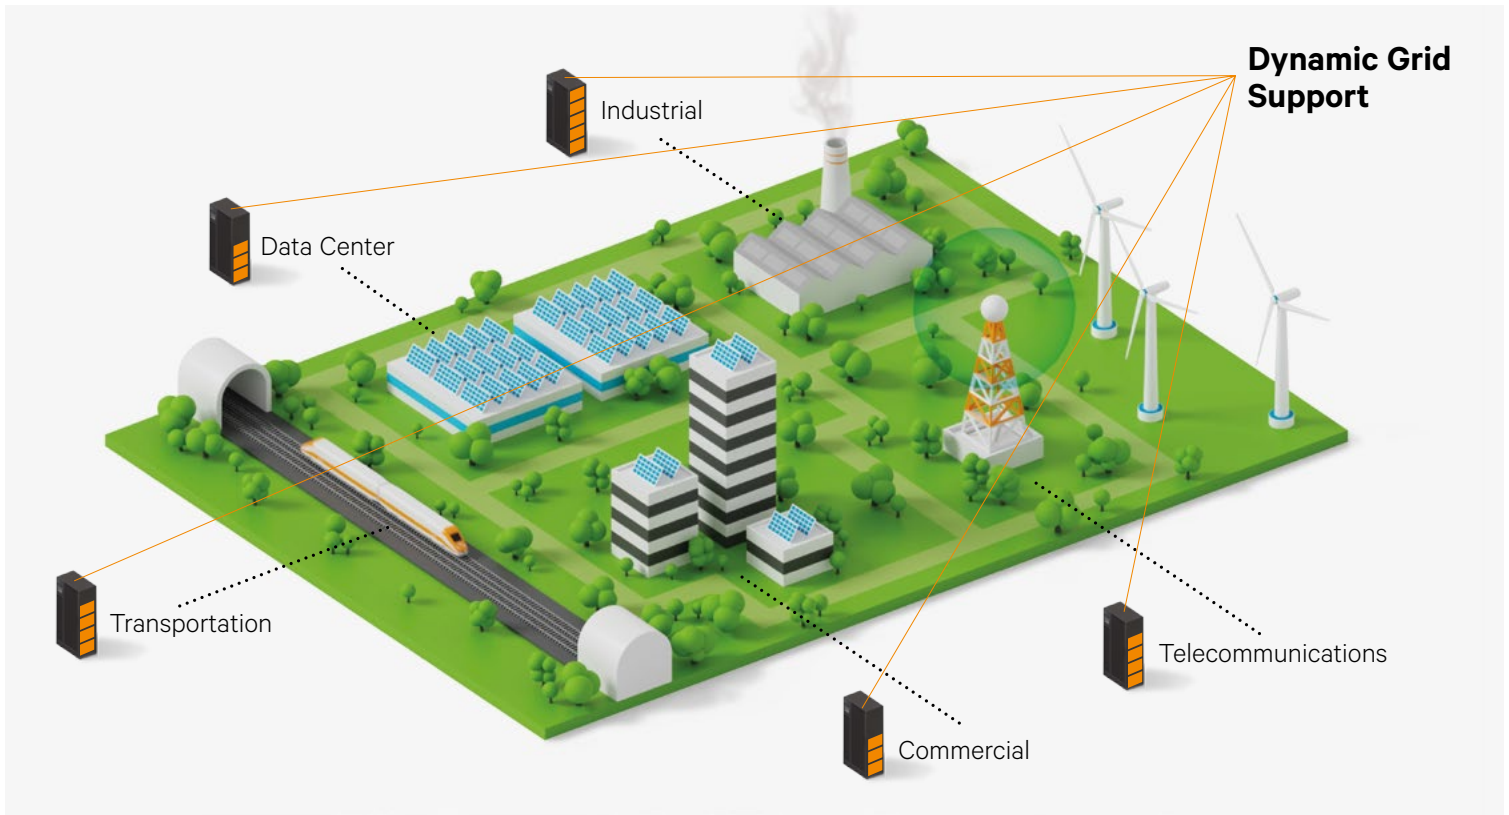 Dynamic Grid
Support
Industrial
Data Center
Transportation
Telecommunications
Commercial